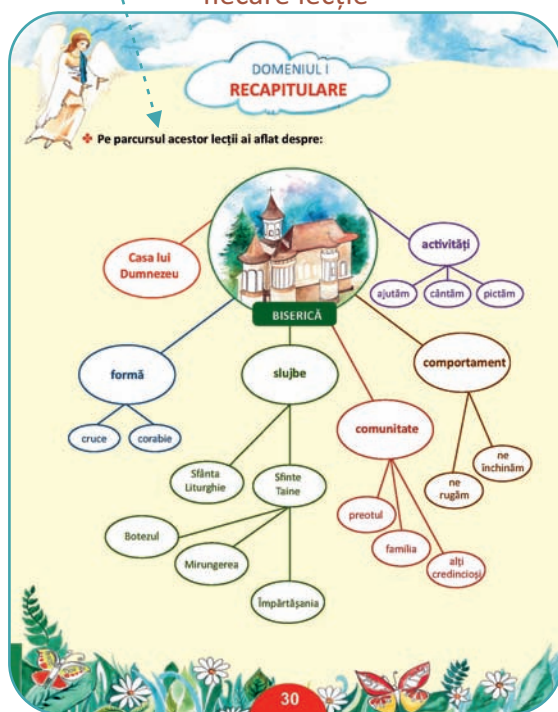 fiecare lecție
DOMENIUL I
RECAPITULARE
Pe parcursul acestor lecții ai aflat despre:
Casa lui
Dumnezeu
BISERICĂ
activități
ajutăm
cântăm
pictăm
formă
cruce
corabie
slujbe
Sfânta
Liturghie
Sfinte
Taine
Botezul
Mirungerea
Împărtășania
comunitate
preotul
familia
alți
credincioși
comportament
ne
rugăm
ne
închinăm
30